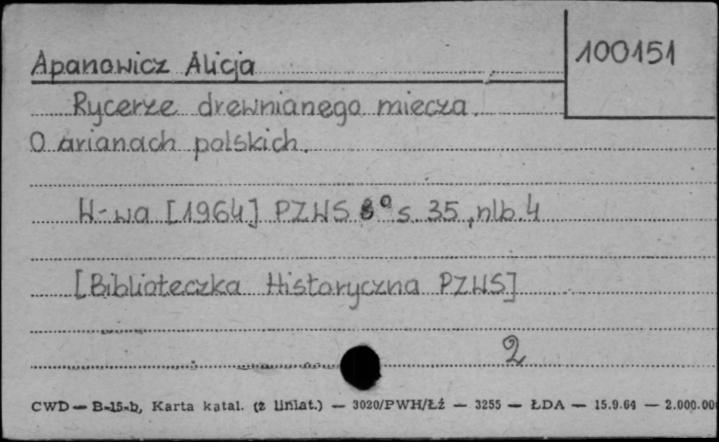 100151
Apanowicz Alicja
Rycerze drewnianego miecza.
O arianach polskich.
W-wa [1964] PZWS 8° s. 35, nlb. 4
[Biblioteczka Historyczna PZWS]
2
CWD — B-15-b, Karta katal. (z liniat.) — 3020/PWH/Łź — 3255 — ŁDA — 15.9.64 — 2.000.00